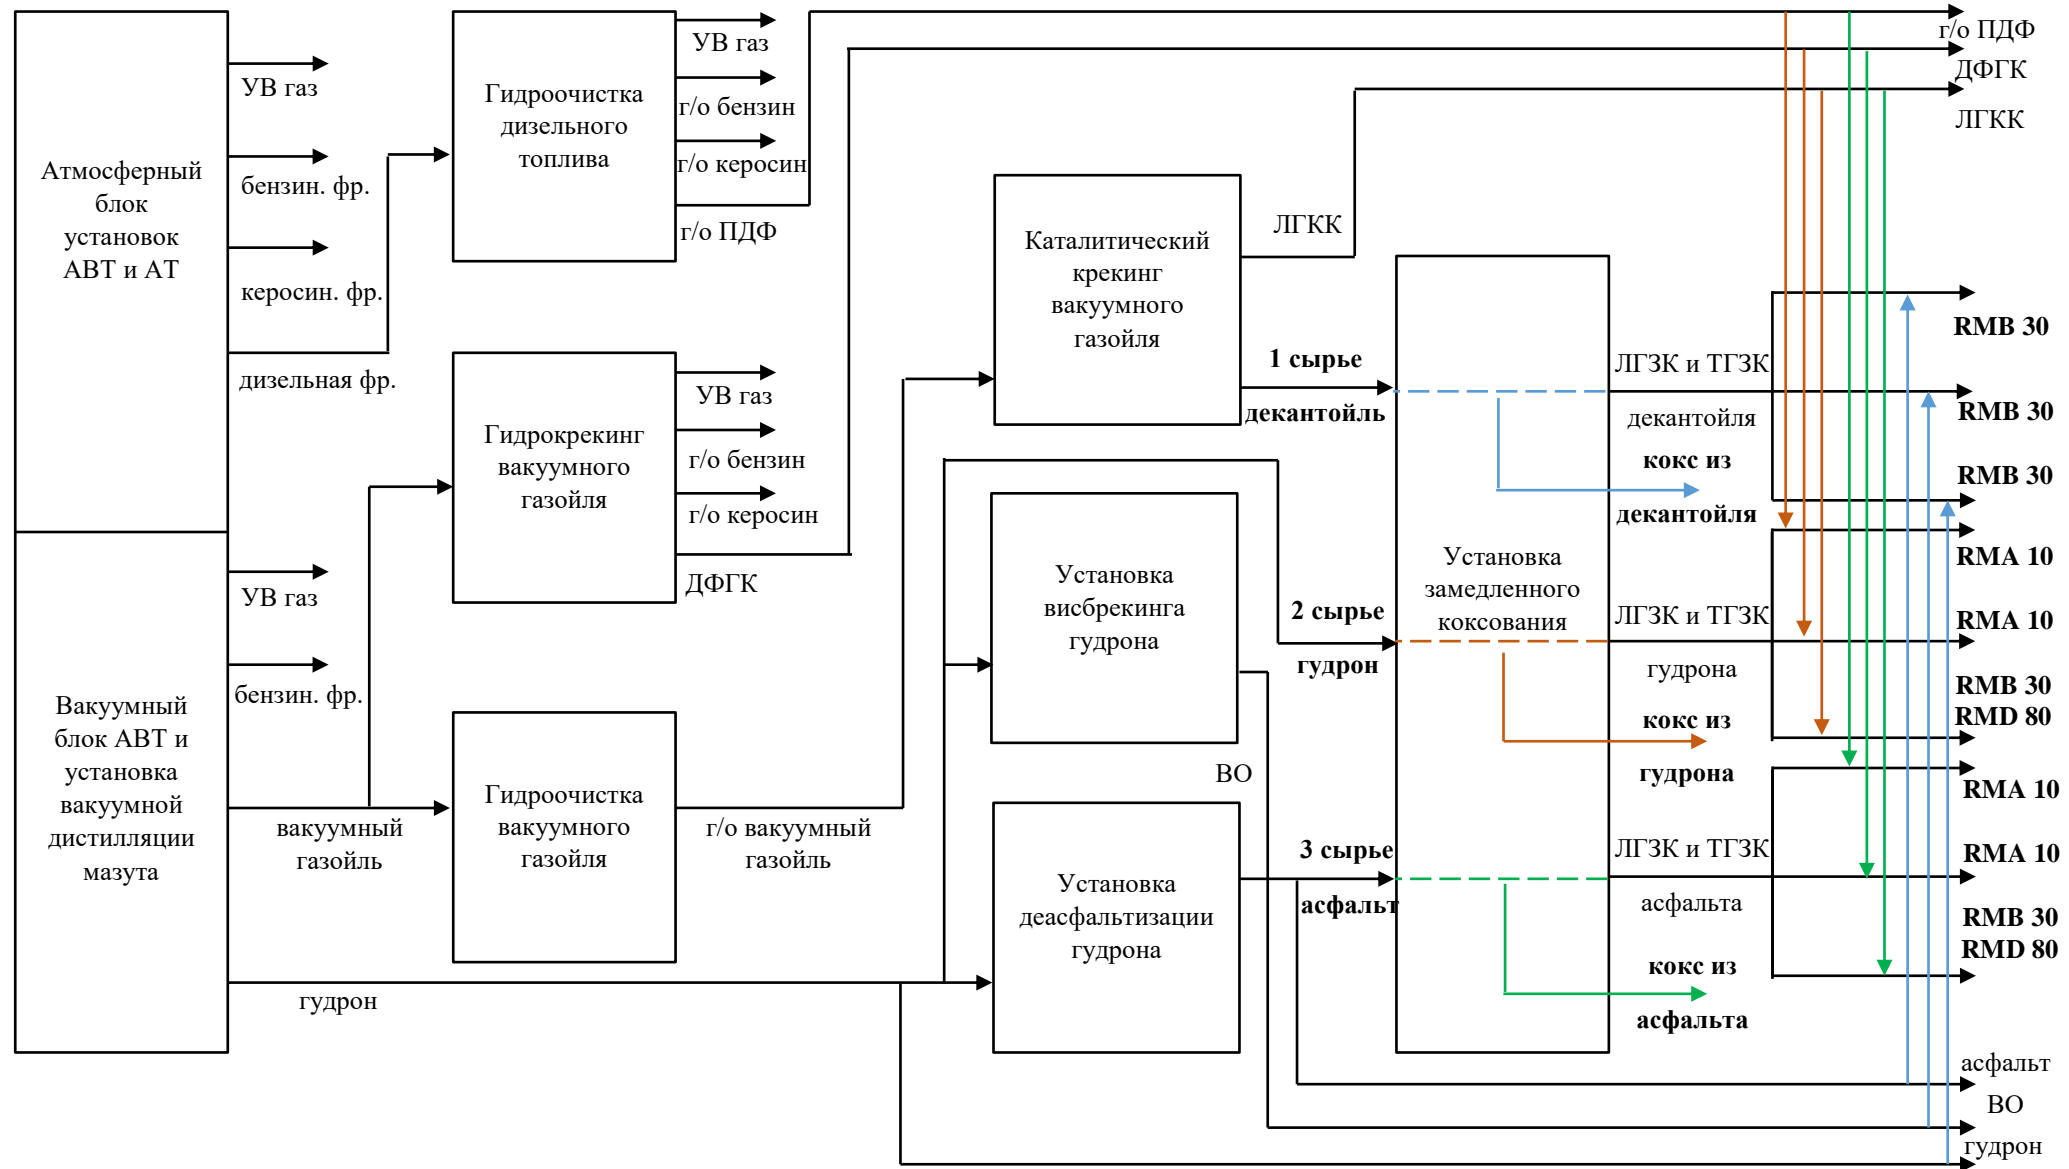 Атмосферный
блок
установок
АВТ и АТ
УВ газ
бензин. фр.
керосин. фр.
дизельная фр.
Вакуумный
блок АВТ и
установка
вакуумной
дистилляции
мазута
УВ газ
бензин. фр.
вакуумный
газойль
гудрон
Гидроочистка
дизельного
топлива
УВ газ
г/о бензин
г/о керосин
г/о ПДФ
Гидрокрекинг
вакуумного
газойля
УВ газ
г/о бензин
г/о керосин
ДФГК
Гидроочистка
вакуумного
газойля
г/о вакуумный
газойль
Каталитический
крекинг
вакуумного
газойля
ЛГКК
1 сырье
декантойль
Установка
висбрекинга
гудрона
ВО
2 сырье
гудрон
Установка
деасфальтизации
гудрона
3 сырье
асфальт
Установка
замедленного
коксования
ЛГЗК и ТГЗК
декантойля
кокс из
декантойля
ЛГЗК и ТГЗК
гудрона
кокс из
гудрона
ЛГЗК и ТГЗК
асфальта
кокс из
асфальта
г/о ПДФ
ДФГК
ЛГКК
RMB 30
RMB 30
RMB 30
RMA 10
RMA 10
RMB 30
RMD 80
RMA 10
RMA 10
RMB 30
RMD 80
асфальт
ВО
гудрон